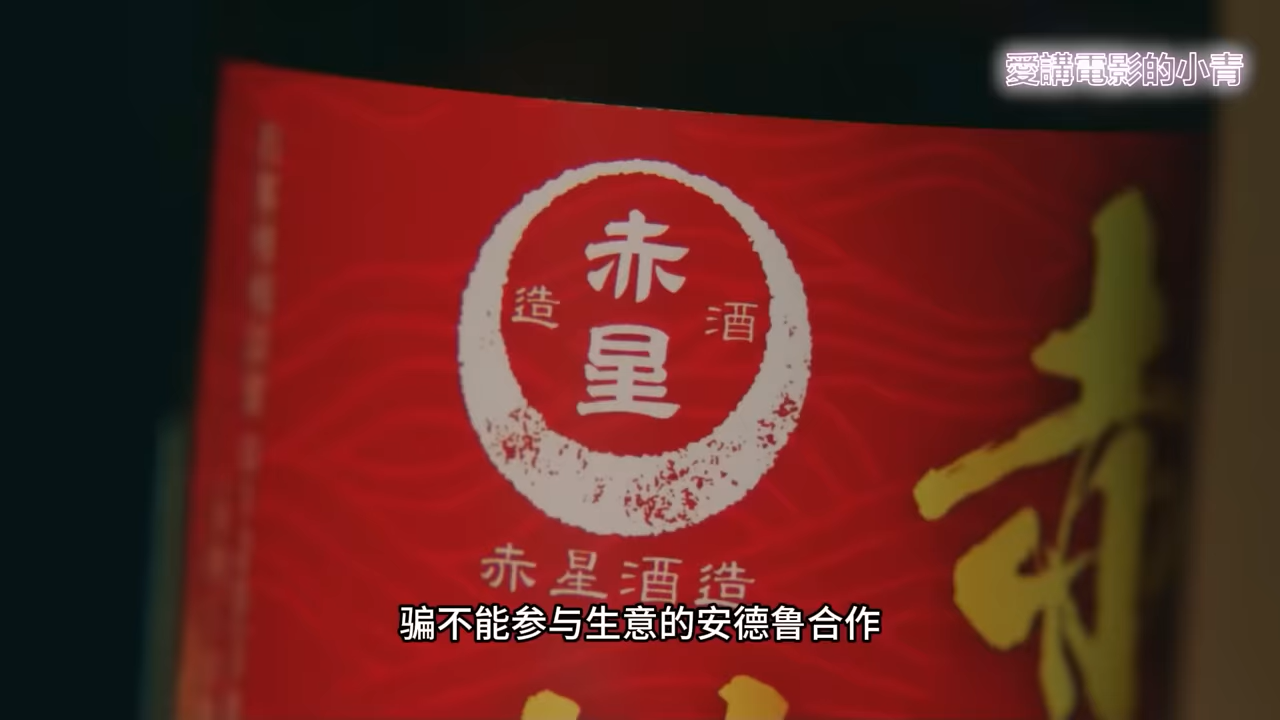 愛講電影的小青
赤星
造酒
赤星酒造
骗不能参与生意的安德鲁合作
赤